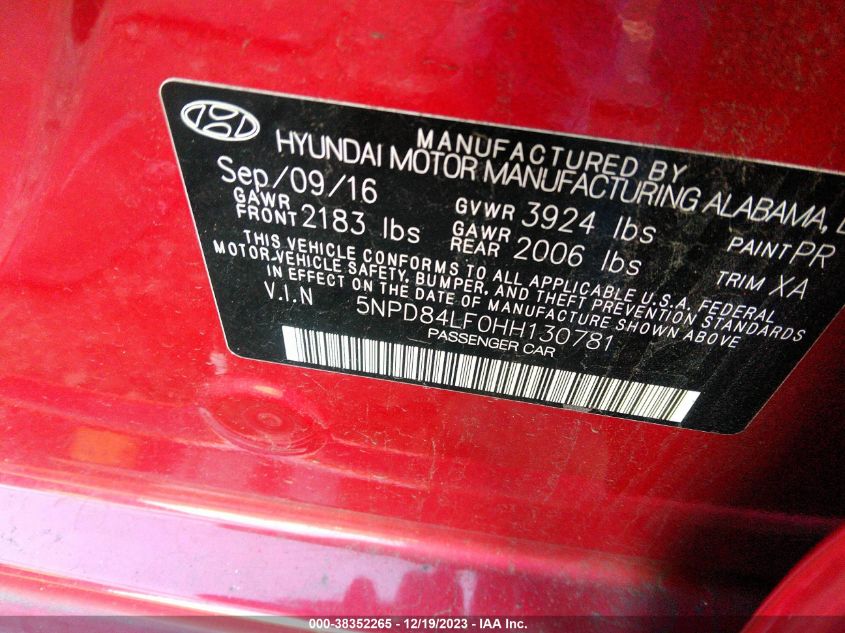 MANUFACTURED BY
HYUNDAI MOTOR MANUFACTURING ALABAMA,
Sep/09/16
GAWR FRONT 2183 lbs
GVWR 3924 lbs
GAWR REAR 2006 lbs
PAINT PR
TRIM XA
THIS VEHICLE CONFORMS TO ALL APPLICABLE U.S.A. FEDERAL
MOTOR-VEHICLE SAFETY, BUMPER, AND THEFT PREVENTION STANDARDS
IN EFFECT ON THE DATE OF MANUFACTURE SHOWN ABOVE
V.I.N 5NPD84LF0HH130781
PASSENGER CAR
000-38352265 - 12/19/2023 - IAA Inc.